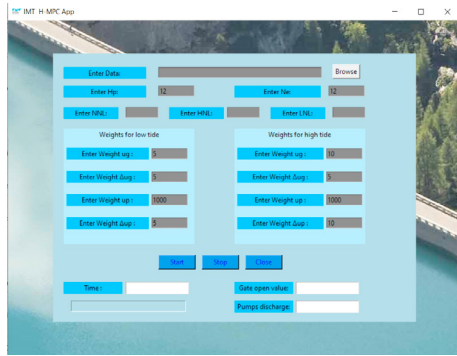 IMT H-MPC App
Enter Data: Browse
Enter Hp: 12 Enter Ne: 12
Enter NNL: Enter HNL: Enter LNL:
Weights for low tide
Enter Weight ug : 5
Enter Weight Δug : 5
Enter Weight up : 1000
Enter Weight Δup : 5
Weights for high tide
Enter Weight ug : 10
Enter Weight Δug : 5
Enter Weight up : 1000
Enter Weight Δup : 10
Start Stop Close
Time : Gate open value:
Pumps discharge: